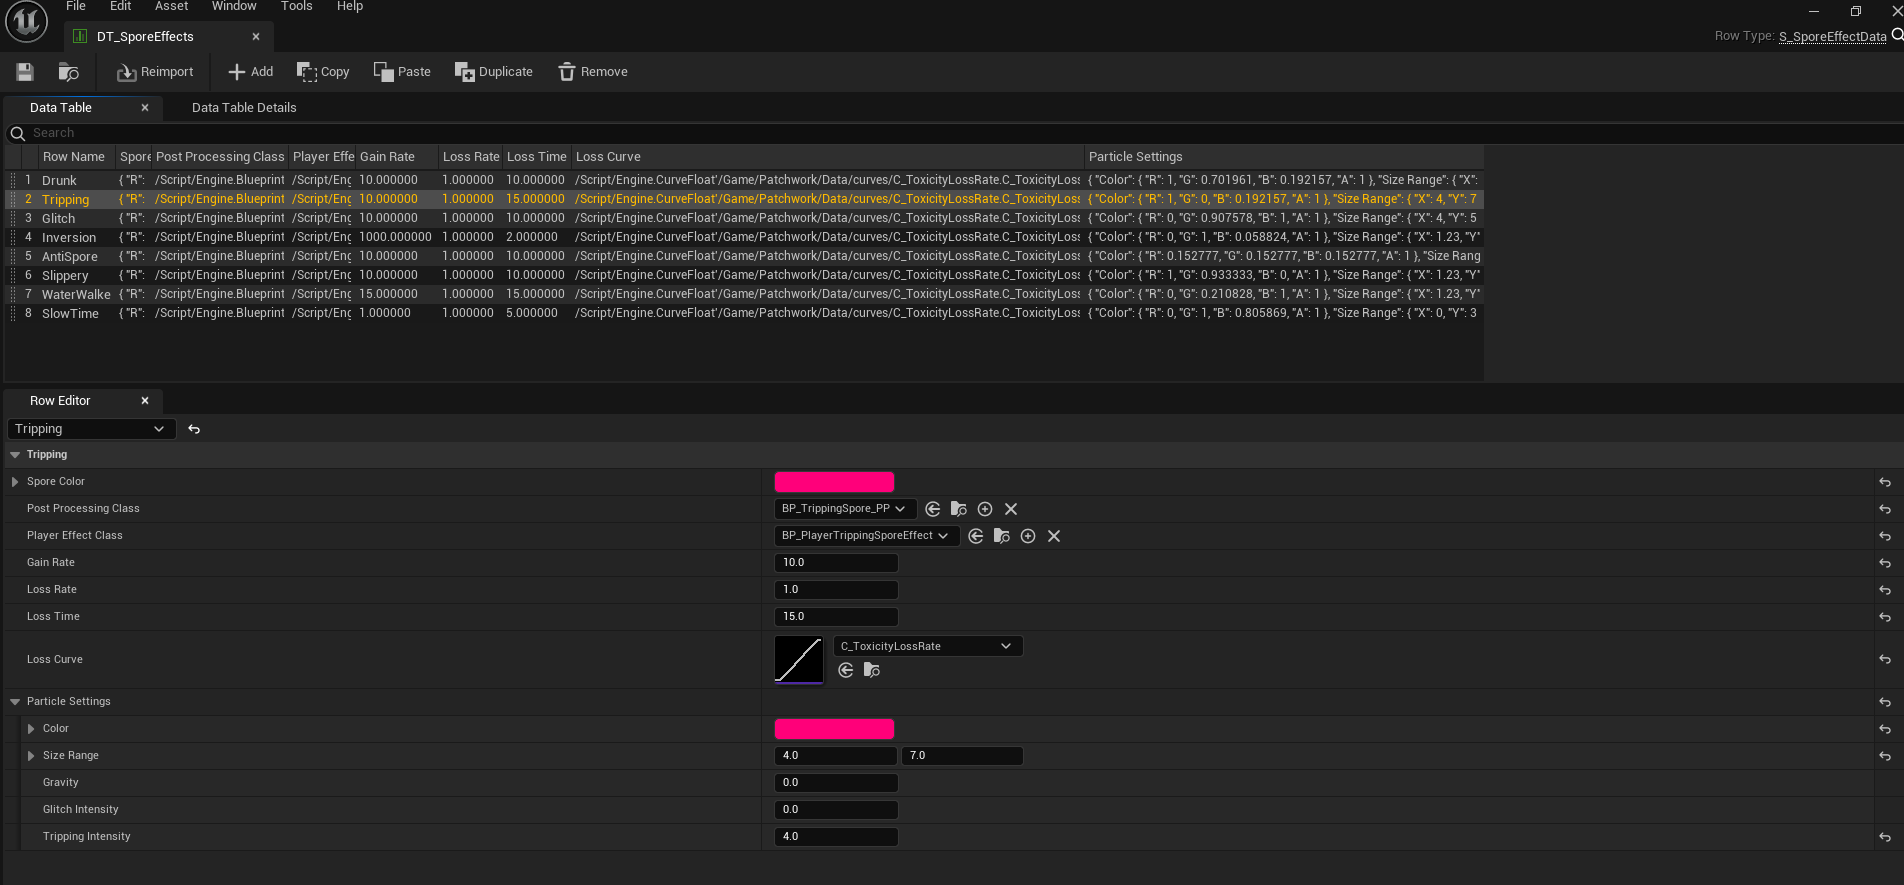 File Edit Asset Window Tools Help
DT_SporeEffects
Row Type: S_SporeEffectData
Reimport Add Copy Paste Duplicate Remove
Data Table Data Table Details
Search
Row Name Spore Post Processing Class Player Effe Gain Rate Loss Rate Loss Time Loss Curve Particle Settings
1 Drunk { "R": /Script/Engine.Blueprint /Script/Eng 10.000000 1.000000 10.000000 /Script/Engine.CurveFloat'/Game/Patchwork/Data/curves/C_ToxicityLossRate.C_ToxicityLoss { "Color": { "R": 1, "G": 0.701961, "B": 0.192157, "A": 1 }, "Size Range": { "X":
2 Tripping { "R": /Script/Engine.Blueprint /Script/Eng 10.000000 1.000000 15.000000 /Script/Engine.CurveFloat'/Game/Patchwork/Data/curves/C_ToxicityLossRate.C_ToxicityLoss { "Color": { "R": 1, "G": 0, "B": 0.192157, "A": 1 }, "Size Range": { "X": 4, "Y": 7
3 Glitch { "R": /Script/Engine.Blueprint /Script/Eng 10.000000 1.000000 10.000000 /Script/Engine.CurveFloat'/Game/Patchwork/Data/curves/C_ToxicityLossRate.C_ToxicityLoss { "Color": { "R": 0, "G": 0.907578, "B": 1, "A": 1 }, "Size Range": { "X": 4, "Y": 5
4 Inversion { "R": /Script/Engine.Blueprint /Script/Eng 1000.000000 1.000000 2.000000 /Script/Engine.CurveFloat'/Game/Patchwork/Data/curves/C_ToxicityLossRate.C_ToxicityLoss { "Color": { "R": 0, "G": 1, "B": 0.058824, "A": 1 }, "Size Range": { "X": 1.23, "Y"
5 AntiSpore { "R": /Script/Engine.Blueprint /Script/Eng 10.000000 1.000000 10.000000 /Script/Engine.CurveFloat'/Game/Patchwork/Data/curves/C_ToxicityLossRate.C_ToxicityLoss { "Color": { "R": 0.152777, "G": 0.152777, "B": 0.152777, "A": 1 }, "Size Rang
6 Slippery { "R": /Script/Engine.Blueprint /Script/Eng 10.000000 1.000000 10.000000 /Script/Engine.CurveFloat'/Game/Patchwork/Data/curves/C_ToxicityLossRate.C_ToxicityLoss { "Color": { "R": 1, "G": 0.933333, "B": 0, "A": 1 }, "Size Range": { "X": 1.23, "Y"
7 WaterWalke { "R": /Script/Engine.Blueprint /Script/Eng 15.000000 1.000000 15.000000 /Script/Engine.CurveFloat'/Game/Patchwork/Data/curves/C_ToxicityLossRate.C_ToxicityLoss { "Color": { "R": 0, "G": 0.210828, "B": 1, "A": 1 }, "Size Range": { "X": 1.23, "Y"
8 SlowTime { "R": /Script/Engine.Blueprint /Script/Eng 1.000000 1.000000 5.000000 /Script/Engine.CurveFloat'/Game/Patchwork/Data/curves/C_ToxicityLossRate.C_ToxicityLoss { "Color": { "R": 0, "G": 1, "B": 0.805869, "A": 1 }, "Size Range": { "X": 0, "Y": 3
Row Editor
Tripping
Tripping
Spore Color
Post Processing Class BP_TrippingSpore_PP
Player Effect Class BP_PlayerTrippingSporeEffect
Gain Rate 10.0
Loss Rate 1.0
Loss Time 15.0
Loss Curve C_ToxicityLossRate
Particle Settings
Color
Size Range 4.0 7.0
Gravity 0.0
Glitch Intensity 0.0
Tripping Intensity 4.0